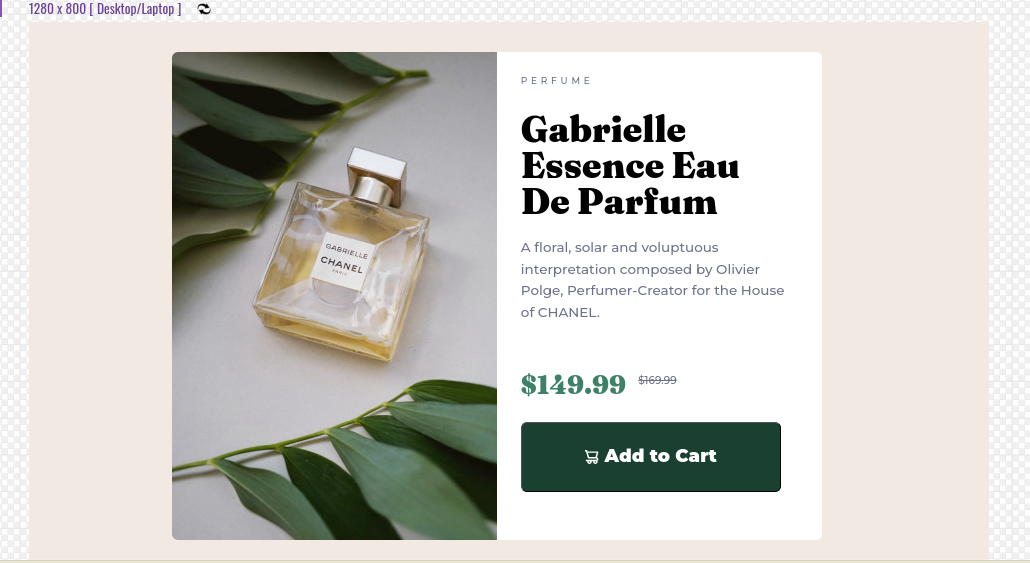 1280 x 800 [ Desktop/Laptop ]
PERFUME
Gabrielle
Essence Eau
De Parfum
A floral, solar and voluptuous
interpretation composed by Olivier
Polge, Perfumer-Creator for the House
of CHANEL.
$149.99 $169.99
Add to Cart
GABRIELLE
CHANEL
PARIS